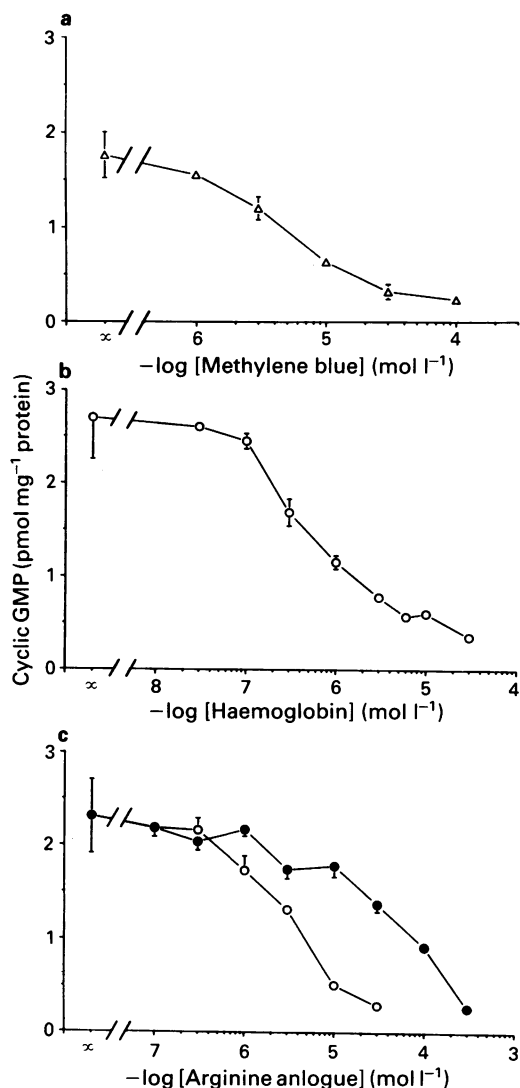 a
3
2
1
0
∝ 6 5 4
−log [Methylene blue] (mol l⁻¹)
b
3
2
1
0
∝ 8 7 6 5 4
−log [Haemoglobin] (mol l⁻¹)
Cyclic GMP (pmol mg⁻¹ protein)
c
3
2
1
0
∝ 7 6 5 4 3
−log [Arginine anlogue] (mol l⁻¹)